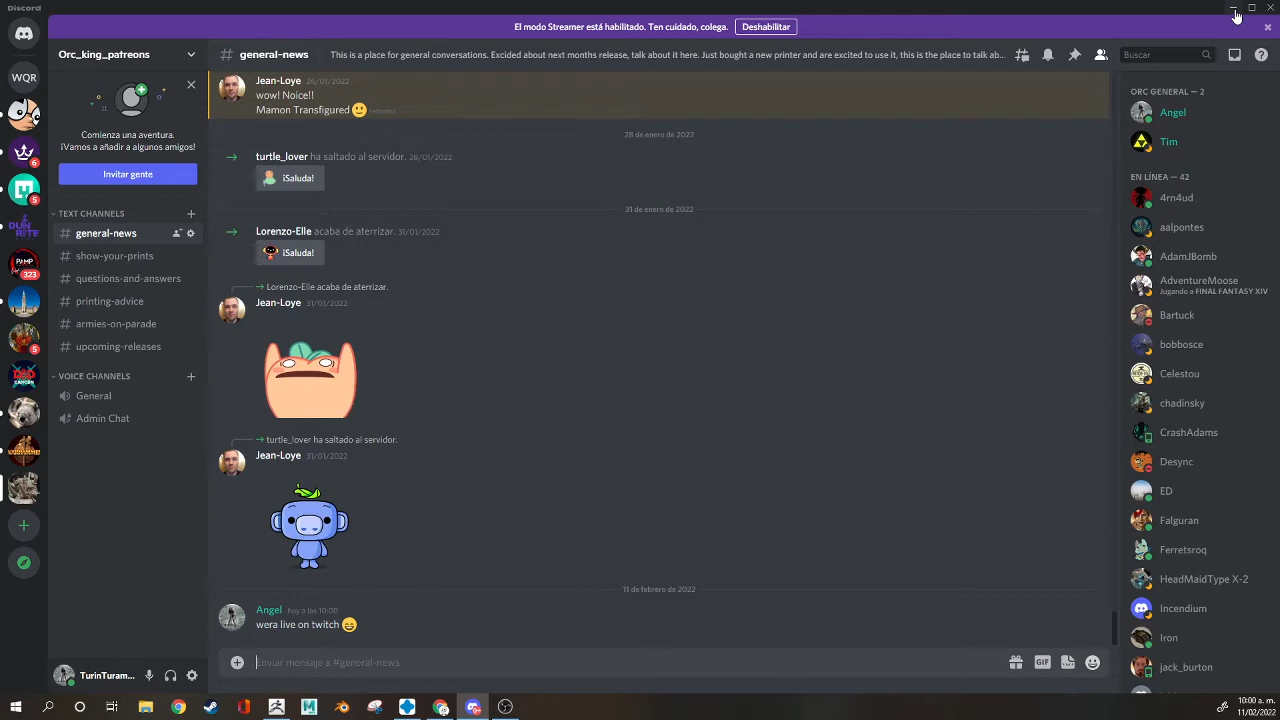 Discord
El modo Streamer está habilitado. Ten cuidado, colega. Deshabilitar
Orc_king_patreons
general-news
This is a place for general conversations. Excited about next months release, talk about it here. Just bought a new printer and are excited to use it, this is the place to talk ab...
Buscar
WQR
6
5
DUN
RITE
323
5
Comienza una aventura.
¡Vamos a añadir a algunos amigos!
Invitar gente
TEXT CHANNELS
general-news
show-your-prints
questions-and-answers
printing-advice
armies-on-parade
upcoming-releases
VOICE CHANNELS
General
Admin Chat
TurinTuram...
Jean-Loye 26/01/2022
wow! Noice!!
Mamon Transfigured 🙂 (editado)
28 de enero de 2022
turtle_lover ha saltado al servidor. 28/01/2022
¡Saluda!
31 de enero de 2022
Lorenzo-Elle acaba de aterrizar. 31/01/2022
¡Saluda!
Lorenzo-Elle acaba de aterrizar.
Jean-Loye 31/01/2022
turtle_lover ha saltado al servidor.
Jean-Loye 31/01/2022
11 de febrero de 2022
Angel hoy a las 10:00
wera live on twitch 😄
Enviar mensaje a #general-news
GIF
ORC GENERAL — 2
Angel
Tim
EN LÍNEA — 42
4rn4ud
aalpontes
AdamJBomb
AdventureMoose
Jugando a FINAL FANTASY XIV
Bartuck
bobbosce
Celestou
chadinsky
CrashAdams
Desync
ED
Falguran
Ferretsroq
HeadMaidType X-2
Incendium
Iron
jack_burton
10:00 a. m.
11/02/2022